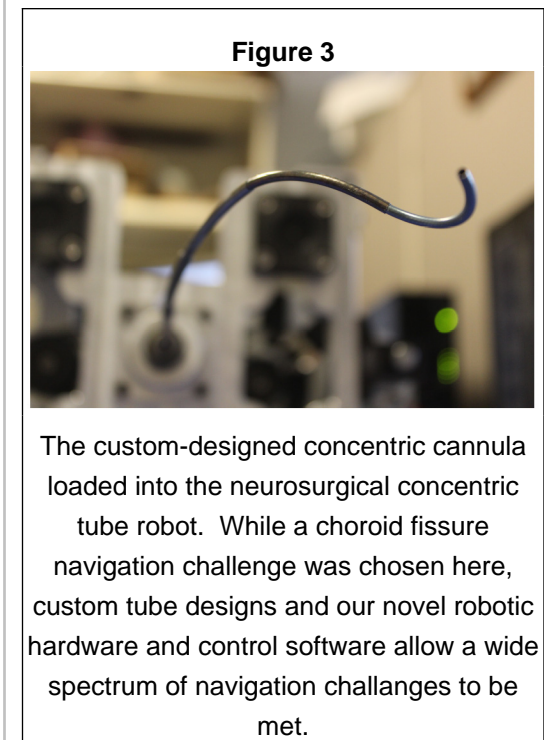 Figure 3
The custom-designed concentric cannula
loaded into the neurosurgical concentric
tube robot.  While a choroid fissure
navigation challenge was chosen here,
custom tube designs and our novel robotic
hardware and control software allow a wide
spectrum of navigation challanges to be
met.